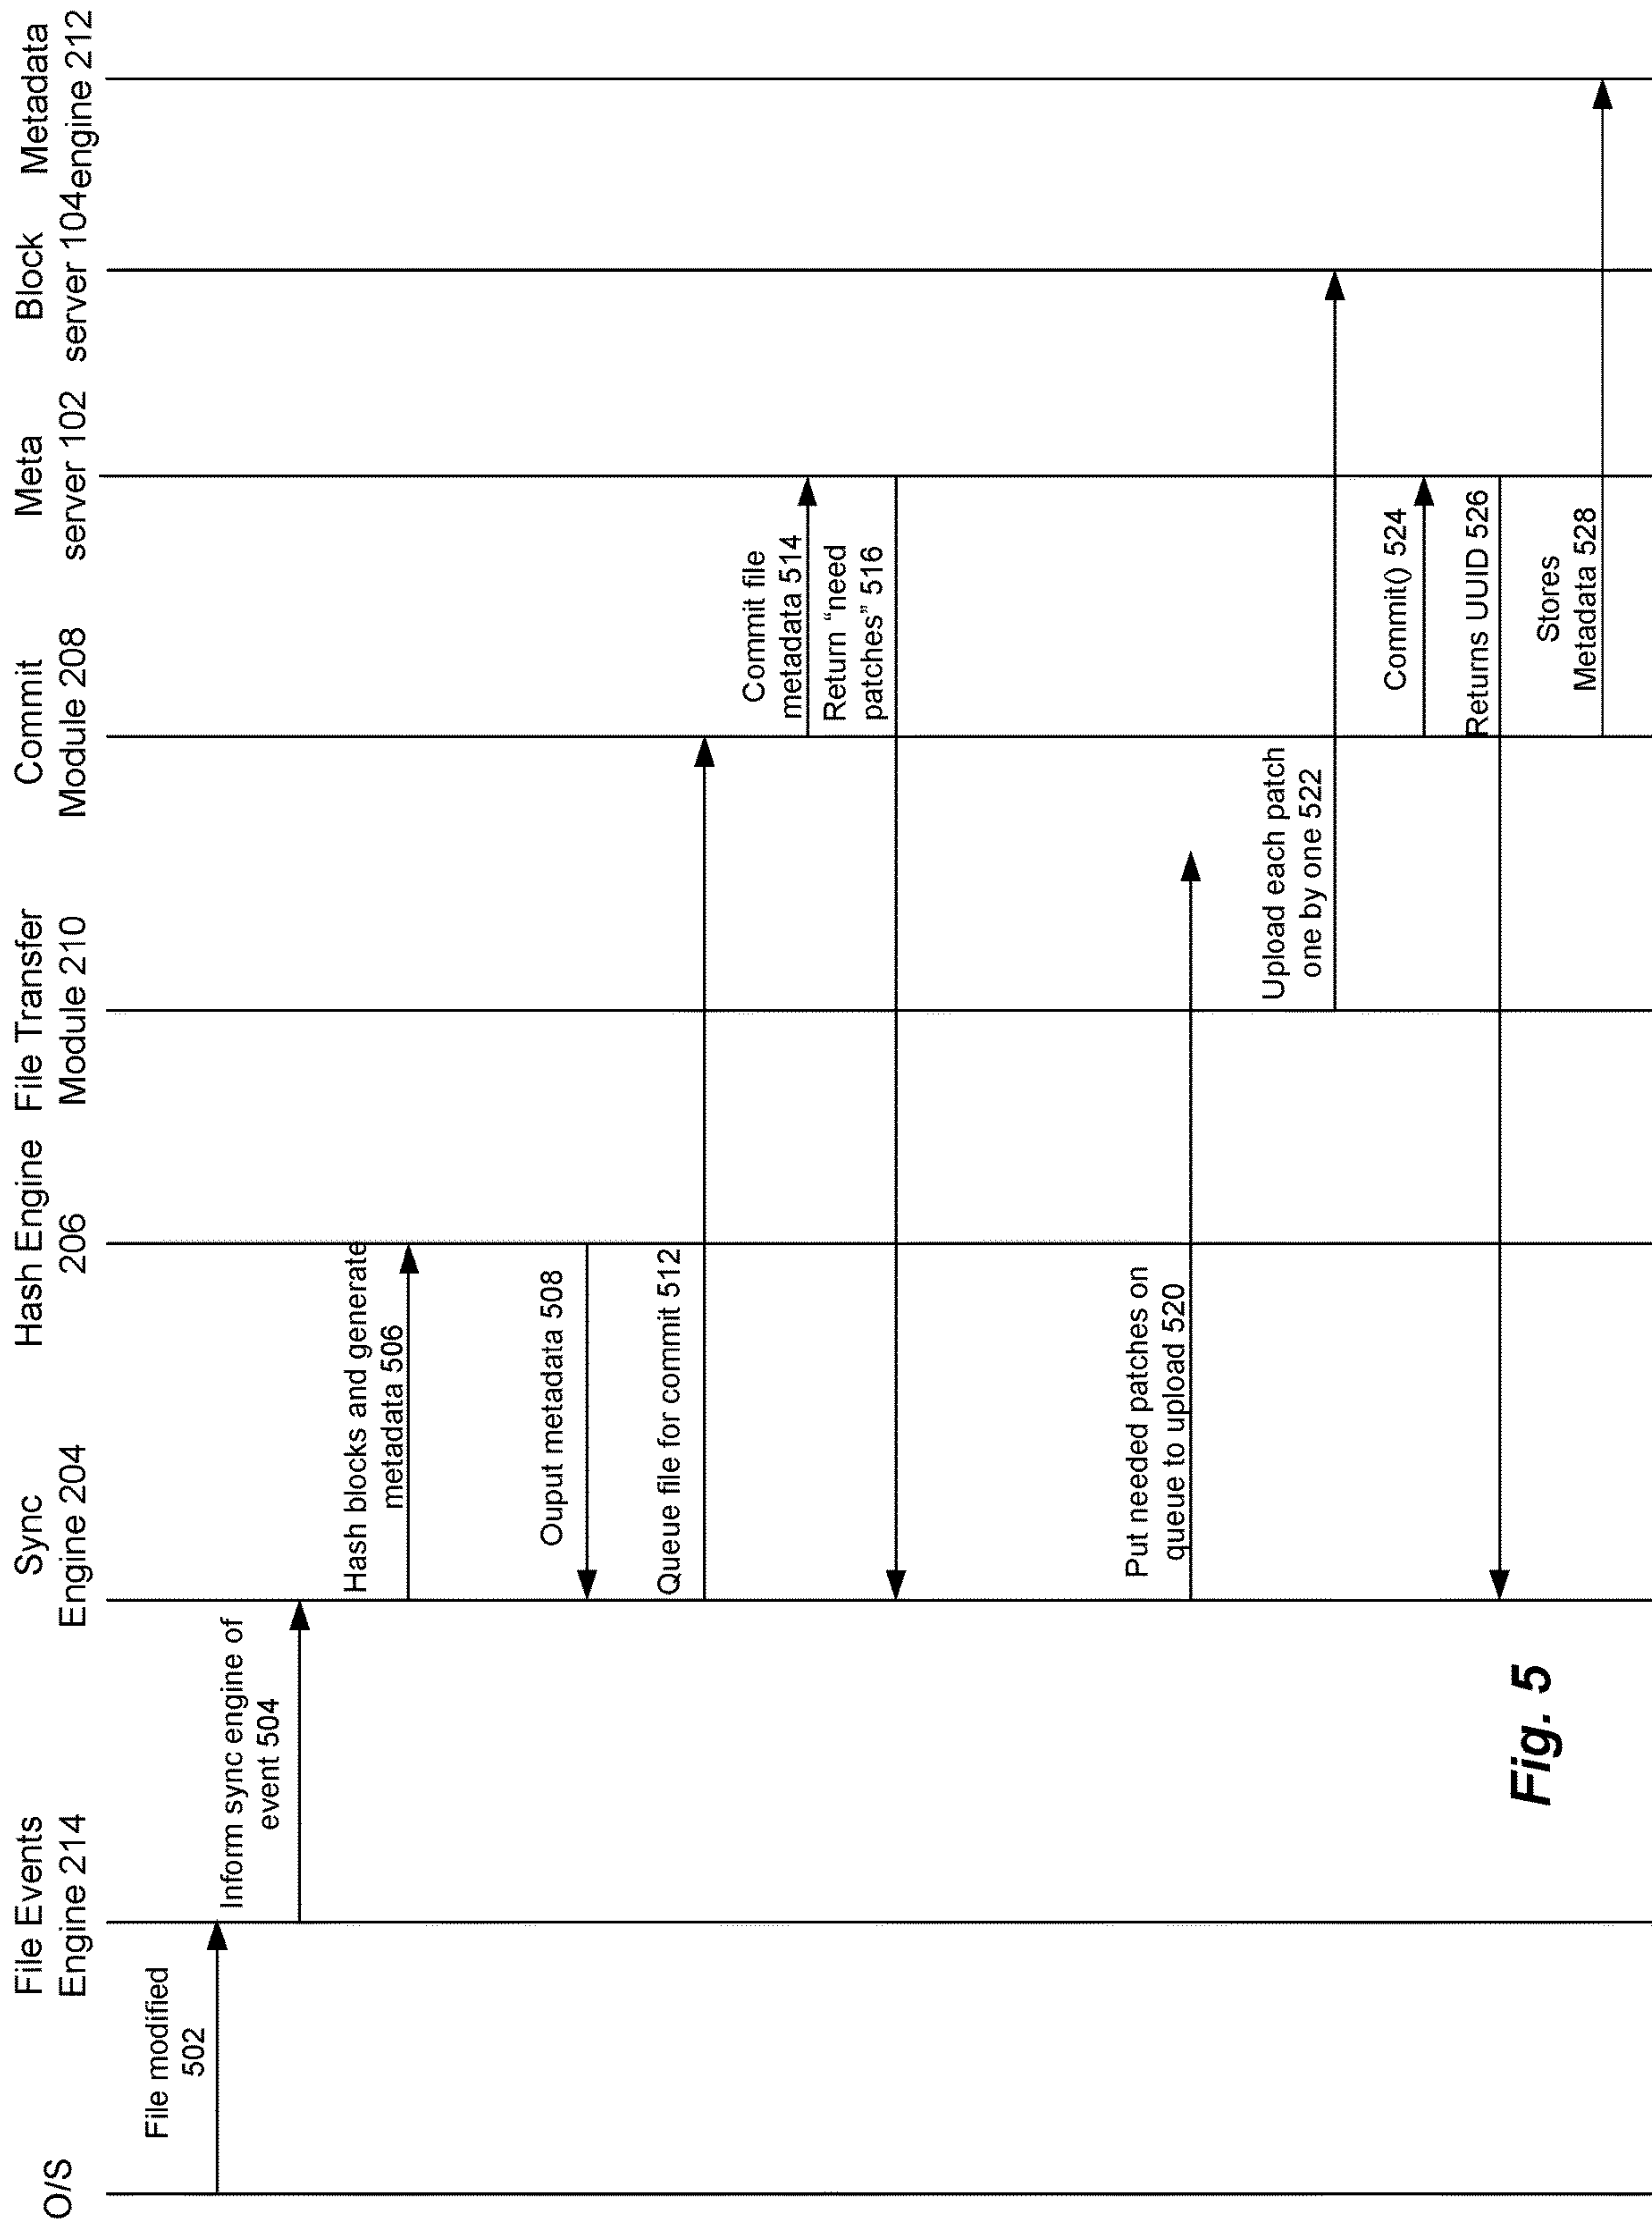 O/S
File Events
Engine 214
Sync
Engine 204
Hash Engine
206
File Transfer
Module 210
Commit
Module 208
Meta
server 102
Block
server 104
Metadata
engine 212
File modified
502
Inform sync engine of
event 504
Hash blocks and generate
metadata 506
Ouput metadata 508
Queue file for commit 512
Commit file
metadata 514
Return “need
patches” 516
Put needed patches on
queue to upload 520
Upload each patch
one by one 522
Commit() 524
Returns UUID 526
Stores
Metadata 528
Fig. 5